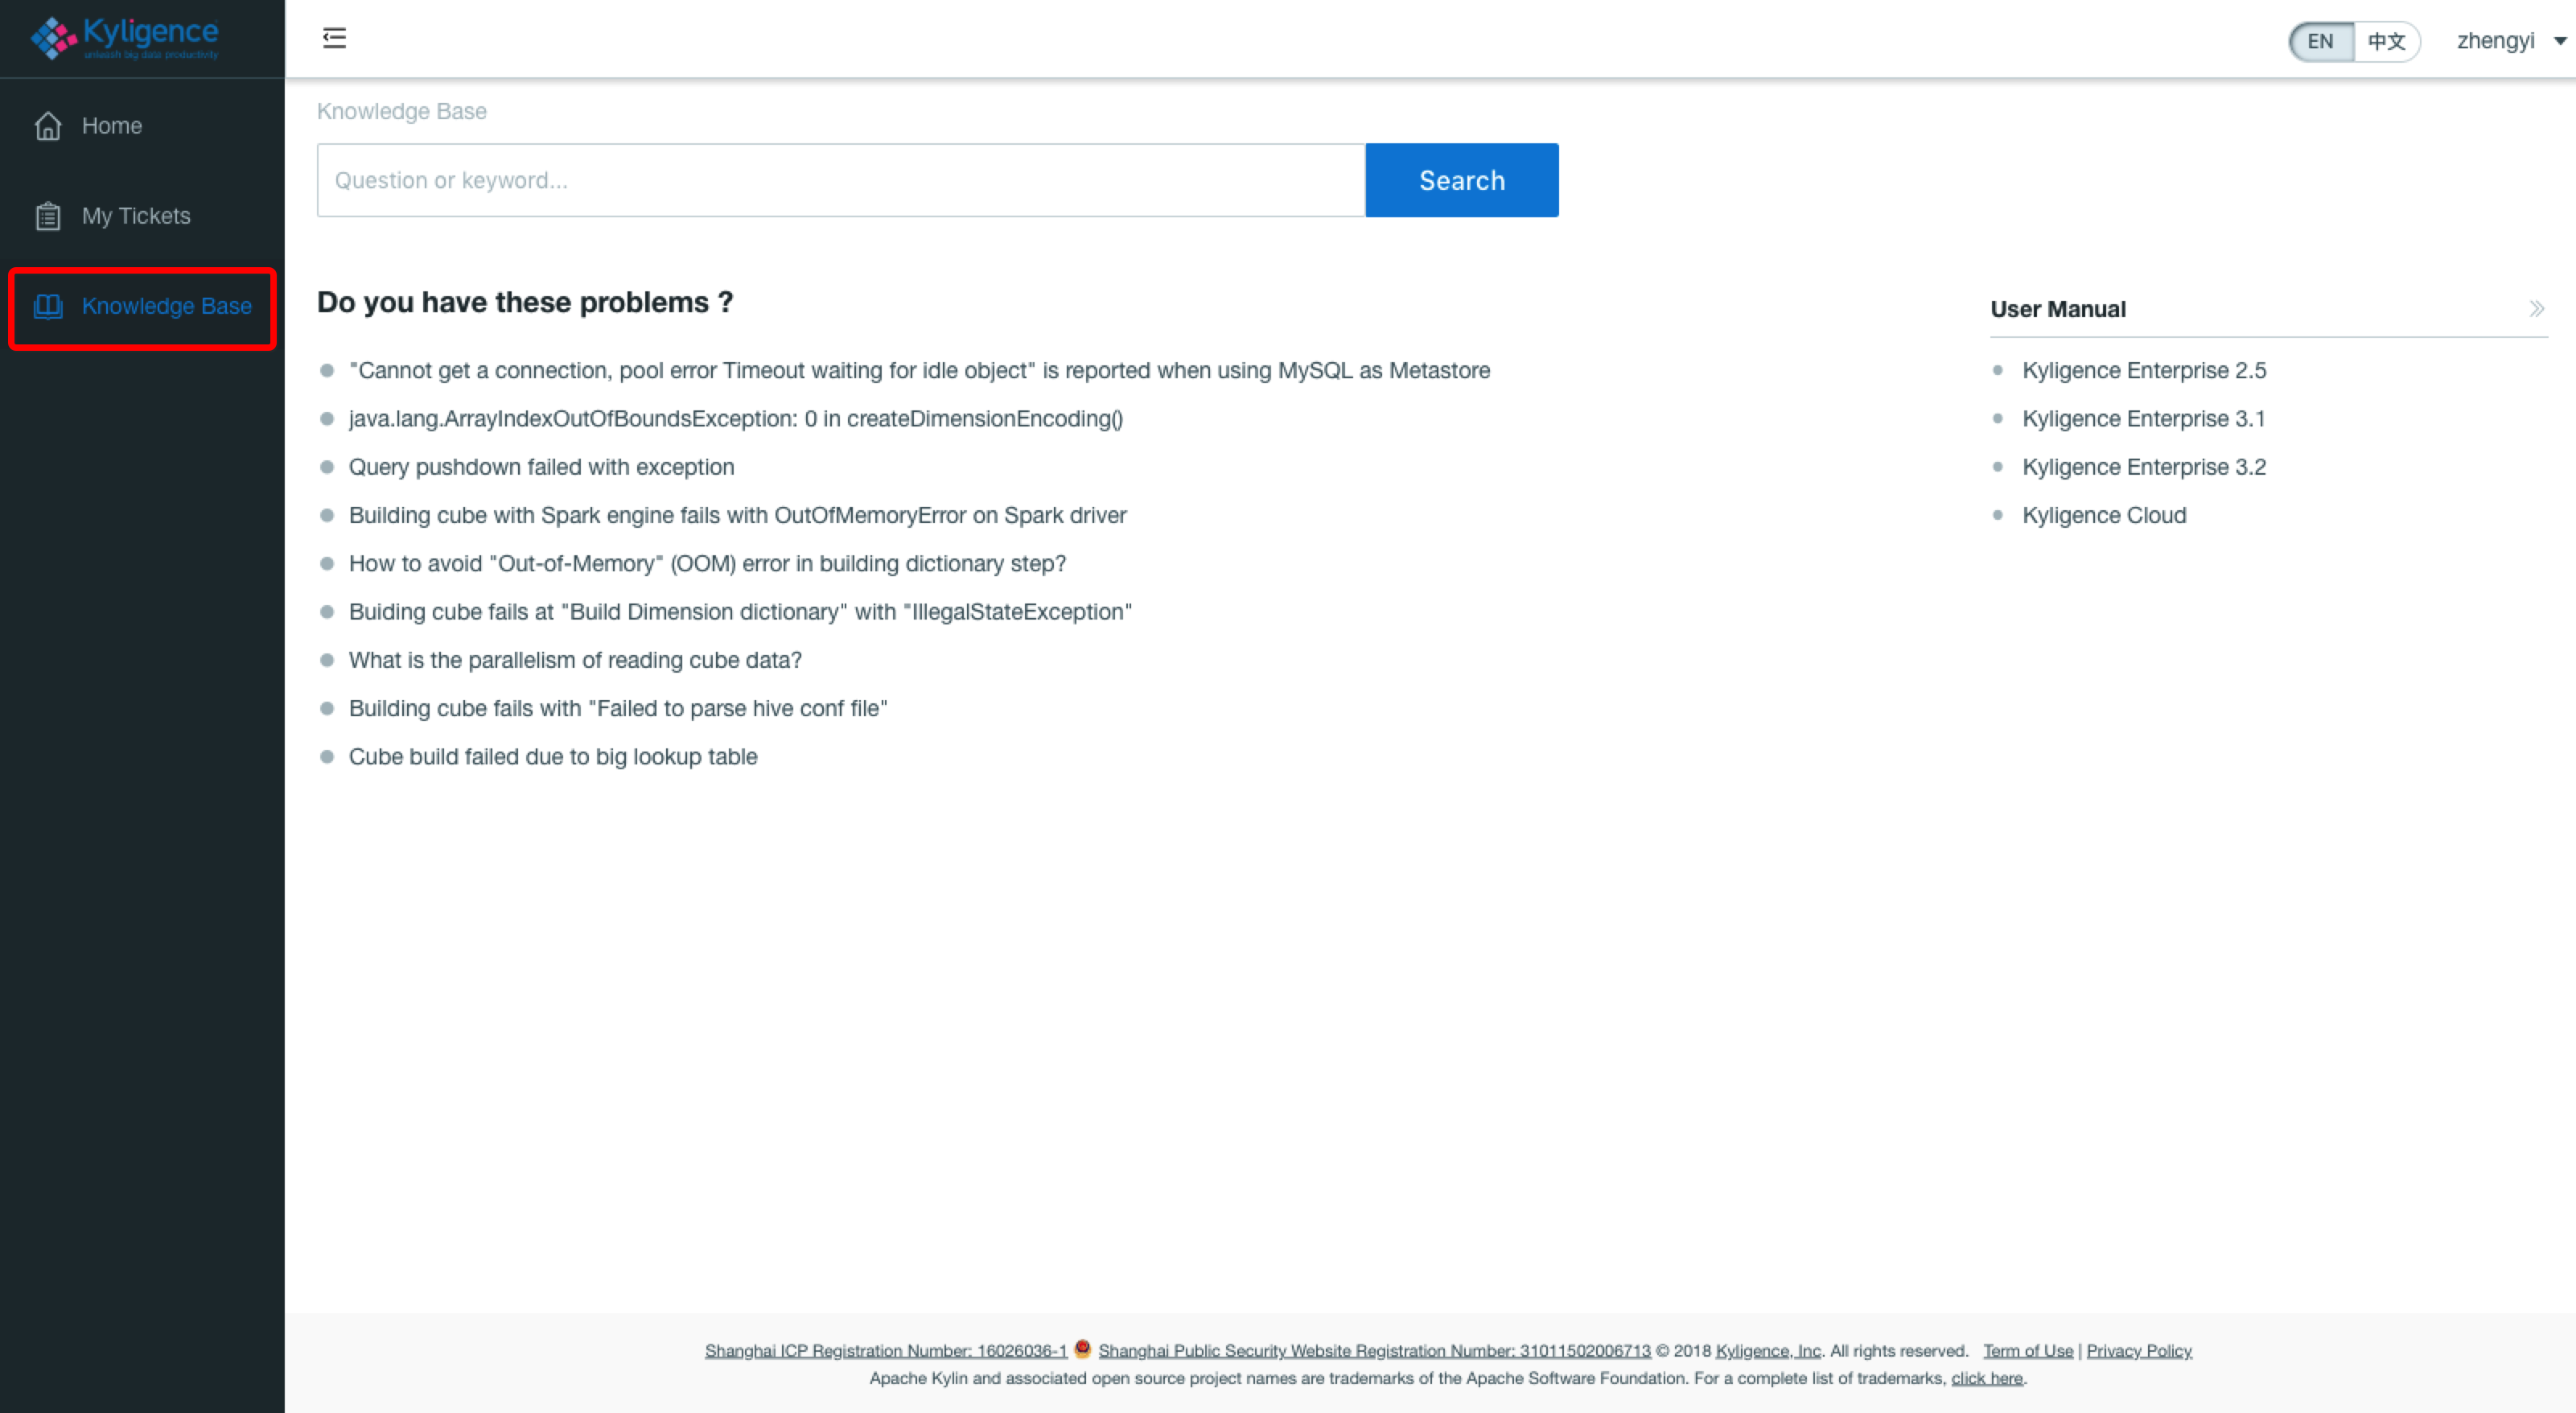 Kyligence
unleash big data productivity
EN 中文 zhengyi
Home
My Tickets
Knowledge Base
Knowledge Base
Question or keyword...
Search
Do you have these problems ?
"Cannot get a connection, pool error Timeout waiting for idle object" is reported when using MySQL as Metastore
java.lang.ArrayIndexOutOfBoundsException: 0 in createDimensionEncoding()
Query pushdown failed with exception
Building cube with Spark engine fails with OutOfMemoryError on Spark driver
How to avoid "Out-of-Memory" (OOM) error in building dictionary step?
Buiding cube fails at "Build Dimension dictionary" with "IllegalStateException"
What is the parallelism of reading cube data?
Building cube fails with "Failed to parse hive conf file"
Cube build failed due to big lookup table
User Manual
Kyligence Enterprise 2.5
Kyligence Enterprise 3.1
Kyligence Enterprise 3.2
Kyligence Cloud
Shanghai ICP Registration Number: 16026036-1 Shanghai Public Security Website Registration Number: 31011502006713 © 2018 Kyligence, Inc. All rights reserved. Term of Use | Privacy Policy
Apache Kylin and associated open source project names are trademarks of the Apache Software Foundation. For a complete list of trademarks, click here.